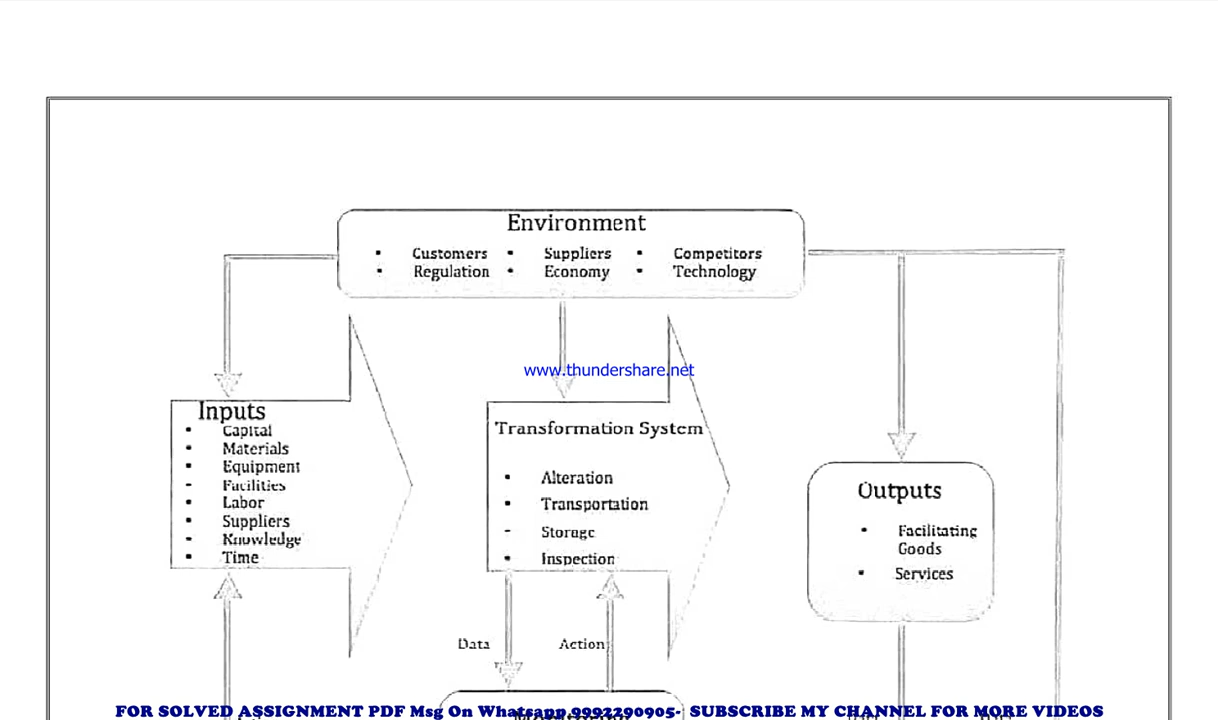 Environment
• Customers • Suppliers • Competitors
• Regulation • Economy • Technology
www.thundershare.net
Inputs
• Capital
• Materials
• Equipment
- Facilities
• Labor
• Suppliers
• Knowledge
• Time
Transformation System
• Alteration
• Transportation
- Storage
• Inspection
Outputs
• Facilitating
Goods
• Services
Data Action
FOR SOLVED ASSIGNMENT PDF Msg On Whatsapp 9992290905- SUBSCRIBE MY CHANNEL FOR MORE VIDEOS